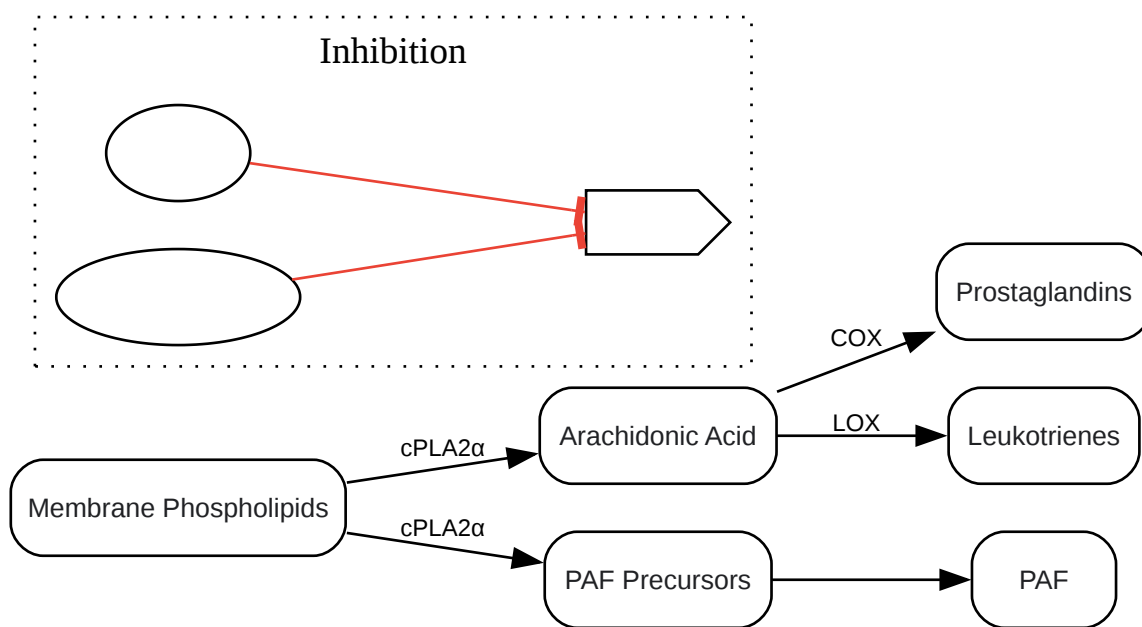 Inhibition
Prostaglandins
COX
Arachidonic Acid
LOX
Leukotrienes
cPLA2α
Membrane Phospholipids
cPLA2α
PAF Precursors
PAF